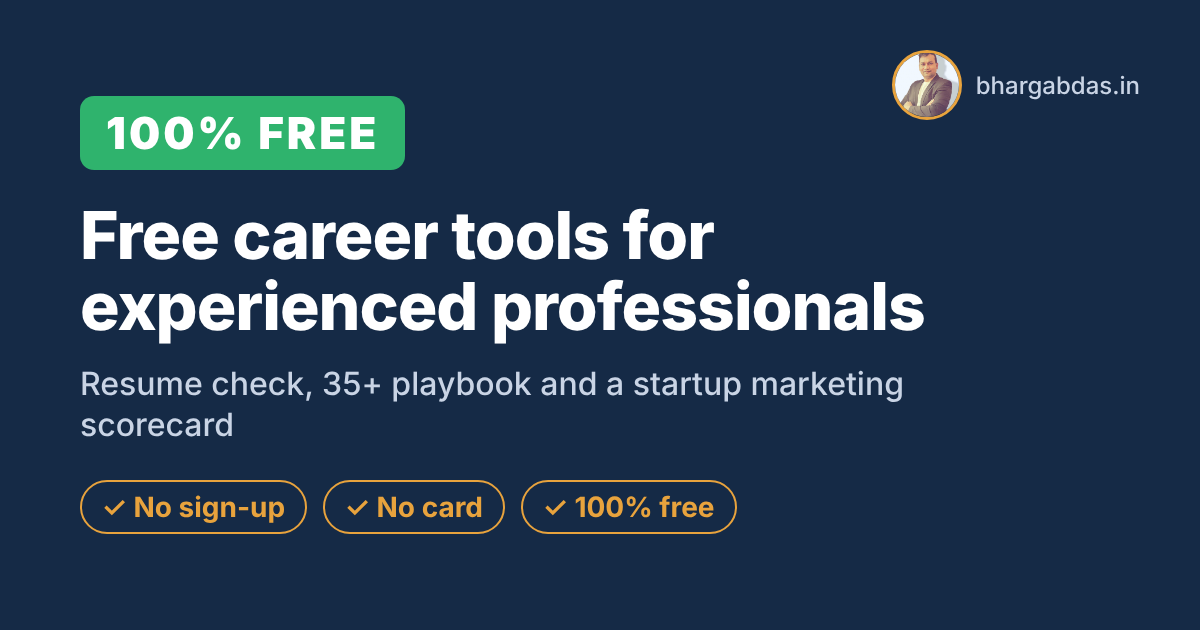 bhargabdas.in
100% FREE
Free career tools for
experienced professionals
Resume check, 35+ playbook and a startup marketing
scorecard
✓ No sign-up
✓ No card
✓ 100% free